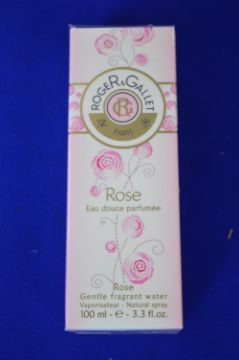 ROGER & GALLET
RG
PARIS
Rose
Eau douce parfumée
Rose
Gentle fragrant water
Vaporisateur - Natural spray
100 ml - ℮ - 3.3 fl.oz.